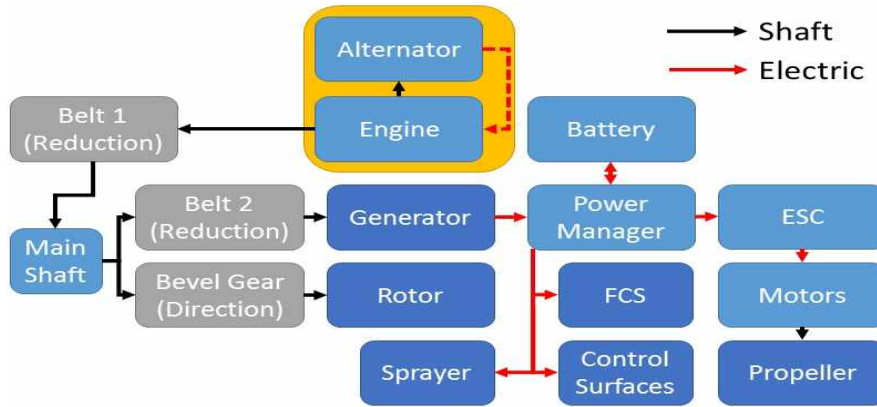 Alternator
Shaft
Electric
Belt 1
(Reduction)
Engine
Battery
Belt 2
(Reduction)
Generator
Power
Manager
ESC
Main
Shaft
Bevel Gear
(Direction)
Rotor
FCS
Motors
Sprayer
Control
Surfaces
Propeller